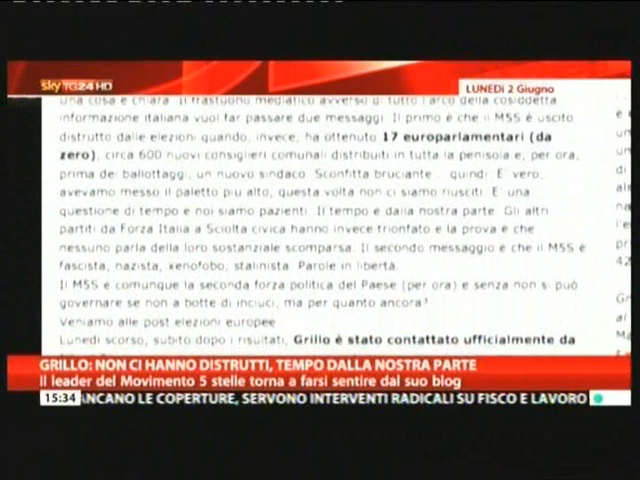 sky TG24 HD
LUNEDì 2 Giugno
una cosa è chiara. Il frastuono mediatico avverso di tutto l'arco della cosiddetta
informazione italiana vuol far passare due messaggi. Il primo è che il M5S è uscito
distrutto dalle elezioni quando, invece, ha ottenuto 17 europarlamentari (da
zero), circa 600 nuovi consiglieri comunali distribuiti in tutta la penisola e, per ora,
prima dei ballottaggi, un nuovo sindaco. Sconfitta bruciante quindi. E' vero,
avevamo messo il paletto più alto, questa volta non ci siamo riusciti. E' una
questione di tempo e noi siamo pazienti. Il tempo è dalla nostra parte. Gli altri
partiti da Forza Italia a Sciolta civica hanno invece trionfato e la prova è che
nessuno parla della loro sostanziale scomparsa. Il secondo messaggio è che il M5S è
fascista, nazista, xenofobo, stalinista. Parole in libertà.
Il M5S è comunque la seconda forza politica del Paese (per ora) e senza non si può
governare se non a botte di inciuci, ma per quanto ancora?
Veniamo alle post elezioni europee
Lunedì scorso, subito dopo i risultati, Grillo è stato contattato ufficialmente da
GRILLO: NON CI HANNO DISTRUTTI, TEMPO DALLA NOSTRA PARTE
Il leader del Movimento 5 stelle torna a farsi sentire dal suo blog
15:34 ANCANO LE COPERTURE, SERVONO INTERVENTI RADICALI SU FISCO E LAVORO